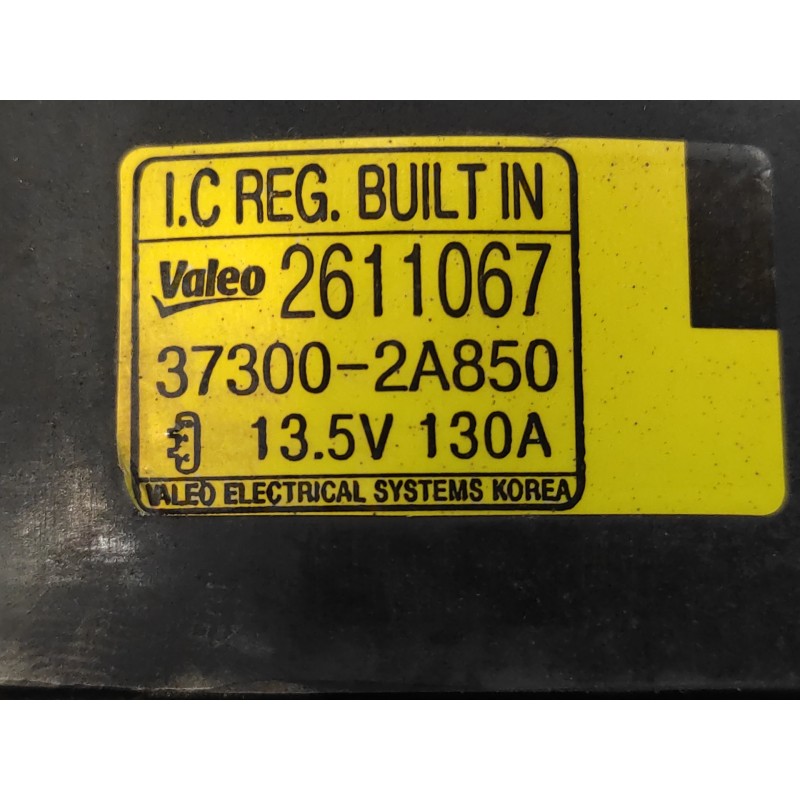 I.C REG. BUILT IN
Valeo 2611067
37300-2A850
13.5V 130A
VALEO ELECTRICAL SYSTEMS KOREA